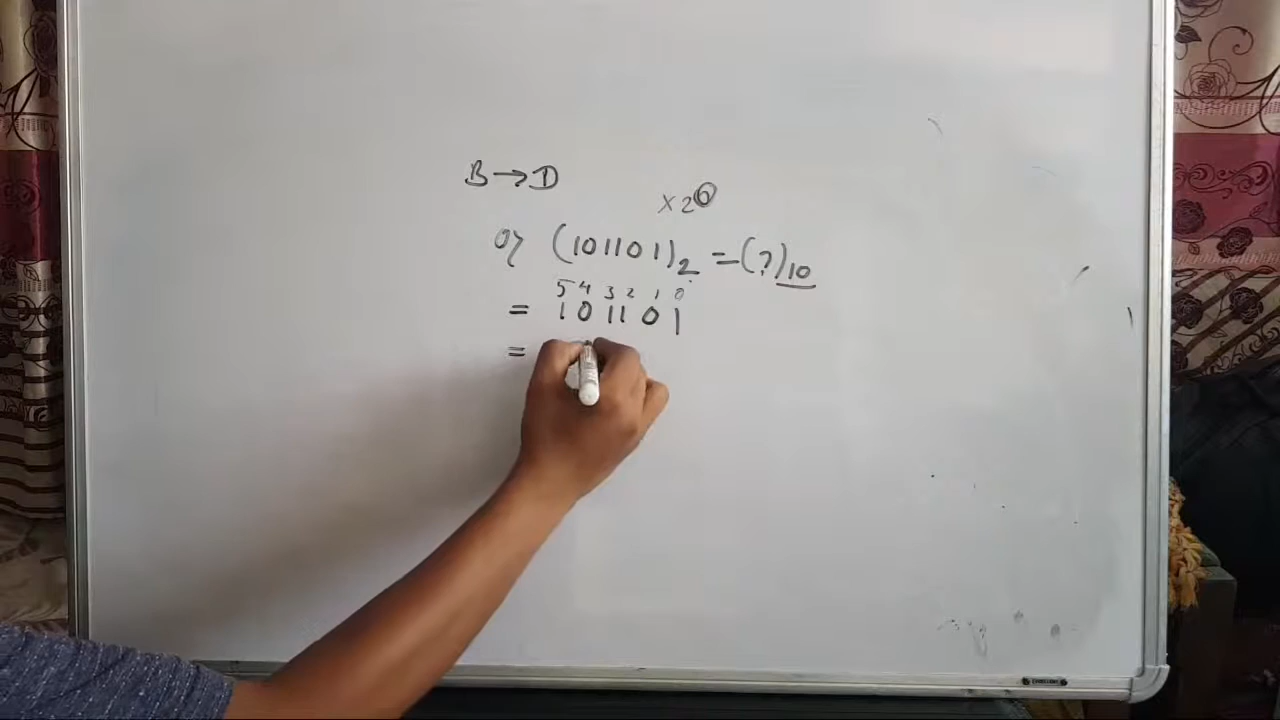 B → D
× 2⁰
Q) (101101)₂ = (?)₁₀
5 4 3 2 1 0
= 1 0 1 1 0 1
=